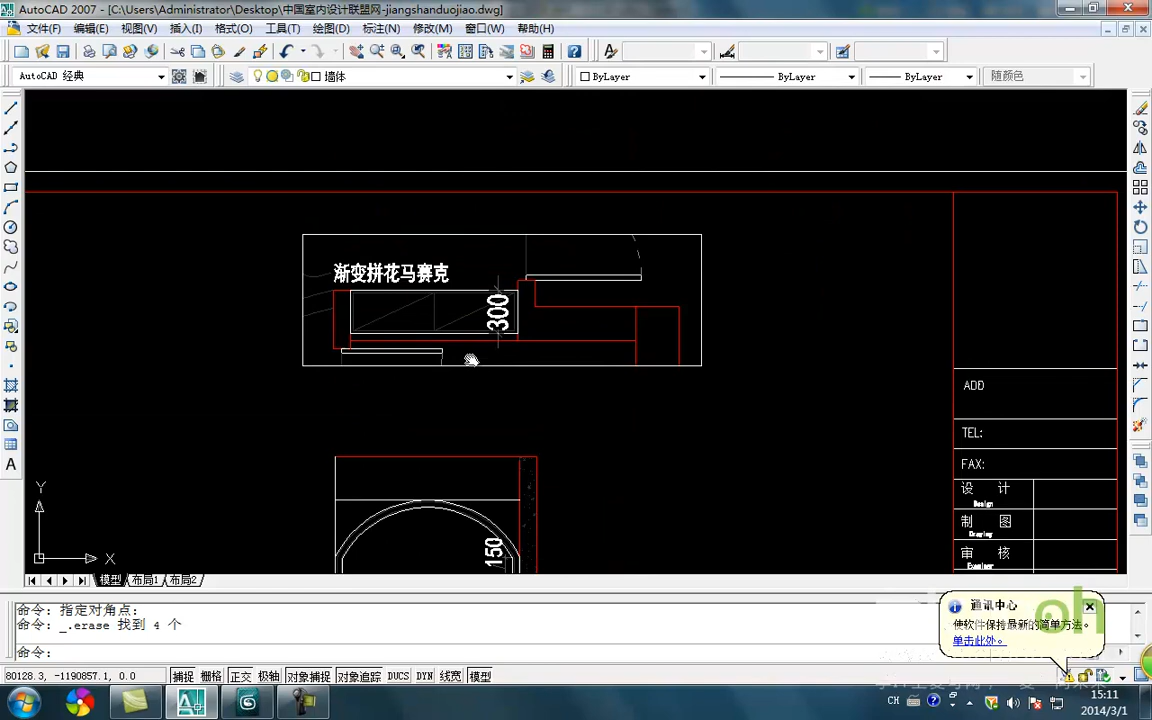 AutoCAD 2007 - [C:\Users\Administrator\Desktop\中国室内设计联盟网-jiangshanduojiao.dwg]
文件(F) 编辑(E) 视图(V) 插入(I) 格式(O) 工具(T) 绘图(D) 标注(N) 修改(M) 窗口(W) 帮助(H)
AutoCAD 经典 墙体 ByLayer ByLayer ByLayer 随颜色
渐变拼花马赛克
300
ADD
TEL:
FAX:
设 计
Design
制 图
Drawing
审 核
Examiner
150
Y
X
模型 布局1 布局2
命令: 指定对角点:
命令: _.erase 找到 4 个
命令:
通讯中心
使软件保持最新的简单方法。
单击此处。
oh
80128.3, -1190857.1, 0.0 捕捉 栅格 正交 极轴 对象捕捉 对象追踪 DUCS DYN 线宽 模型
CH
15:11
2014/3/1